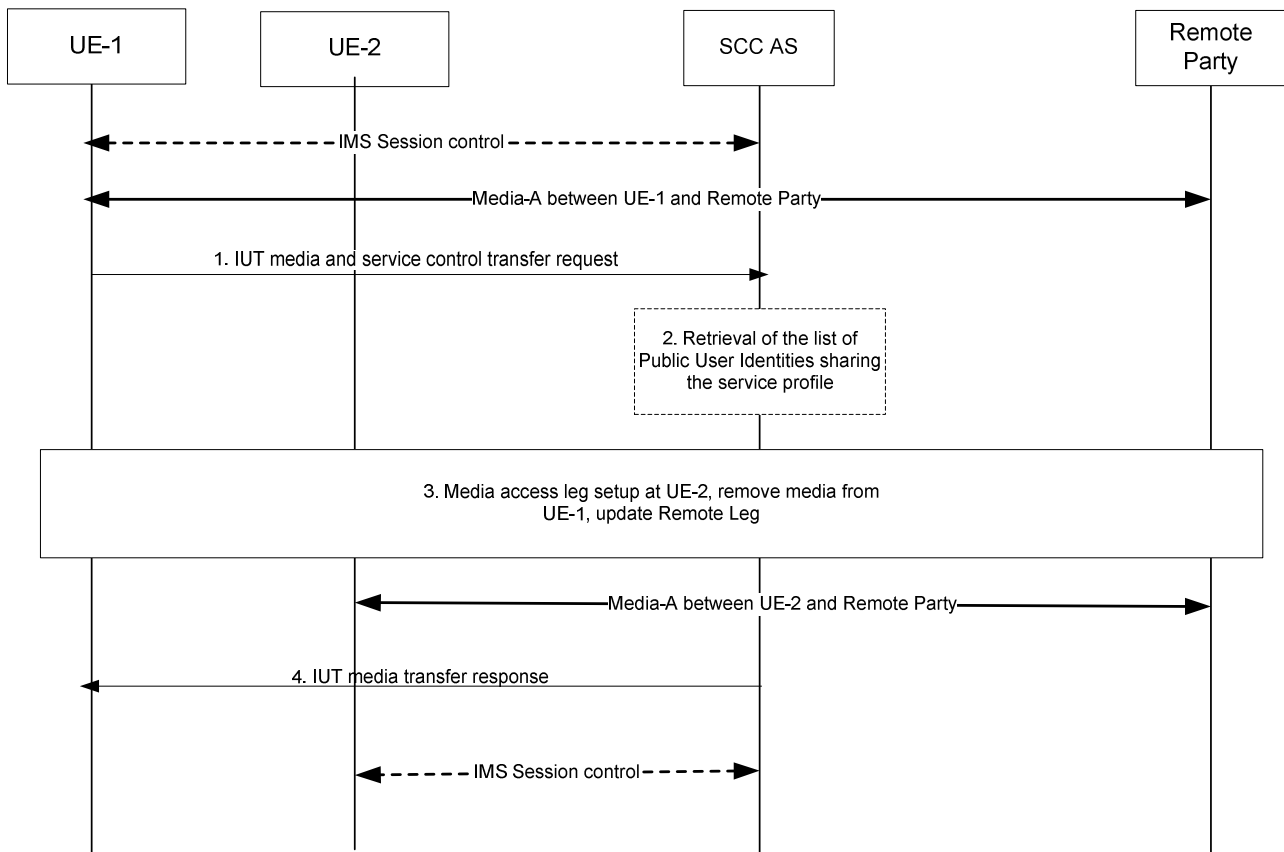 UE-1
UE-2
SCC AS
Remote
Party
IMS Session control
Media-A between UE-1 and Remote Party
1. IUT media and service control transfer request
2. Retrieval of the list of
Public User Identities sharing
the service profile
3. Media access leg setup at UE-2, remove media from
UE-1, update Remote Leg
Media-A between UE-2 and Remote Party
4. IUT media transfer response
IMS Session control